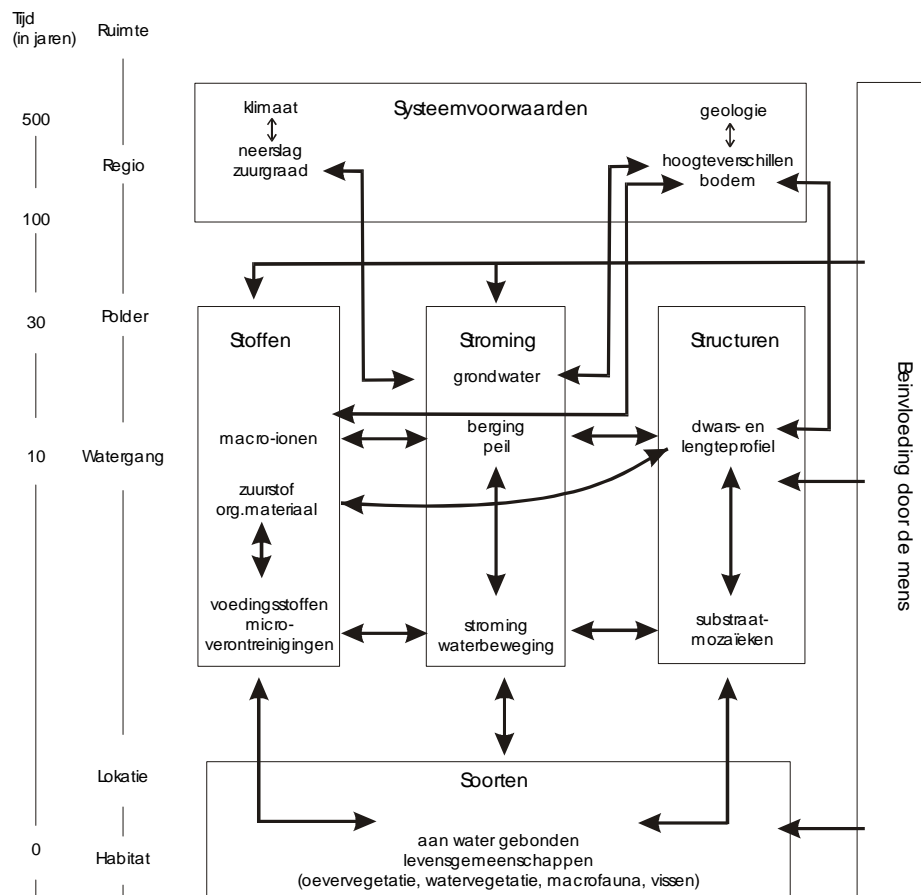 Tijd
(in jaren)
Ruimte
500
100
30
10
0
Regio
Polder
Watergang
Lokatie
Habitat
Systeemvoorwaarden
klimaat
neerslag
zuurgraad
geologie
hoogteverschillen
bodem
Stoffen
macro-ionen
zuurstof
org.materiaal
voedingsstoffen
micro-
verontreinigingen
Stroming
grondwater
berging
peil
stroming
waterbeweging
Structuren
dwars- en
lengteprofiel
substraat-
mozaïeken
Soorten
aan water gebonden
levensgemeenschappen
(oevervegetatie, watervegetatie, macrofauna, vissen)
Beinvloeding door de mens